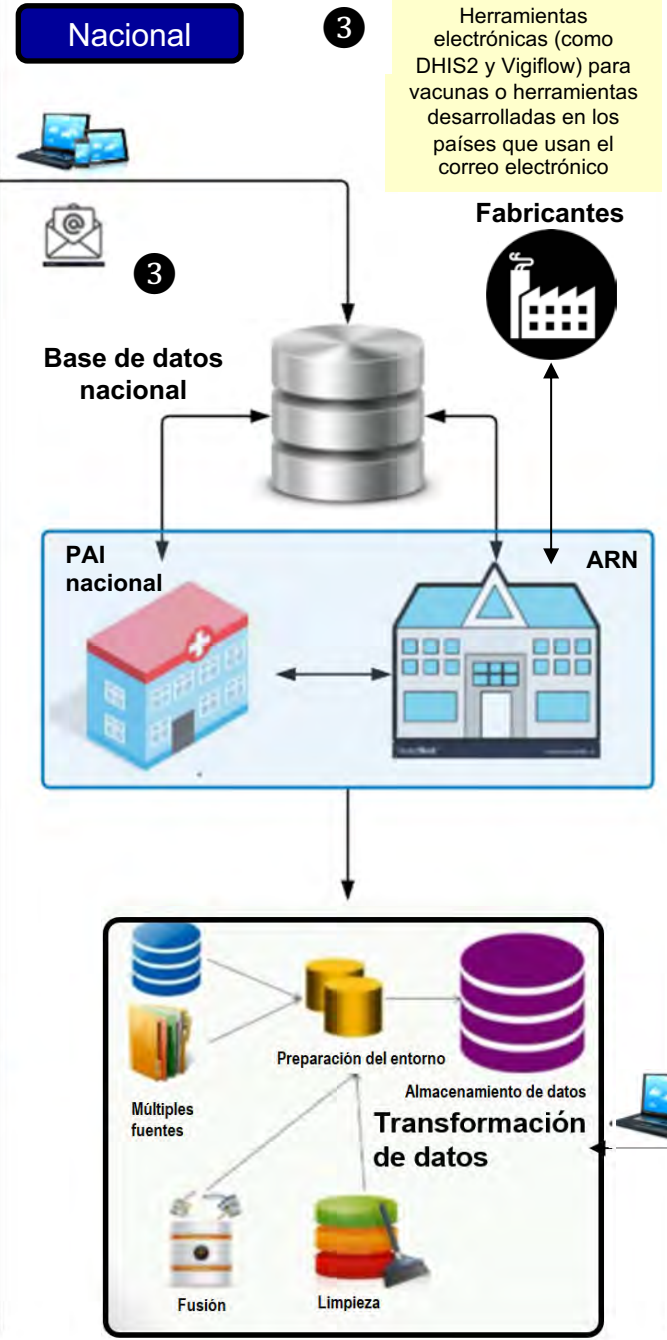 Nacional
3
Herramientas
electrónicas (como
DHIS2 y Vigiflow) para
vacunas o herramientas
desarrolladas en los
países que usan el
correo electrónico
Fabricantes
@
3
Base de datos
nacional
PAI
nacional
ARN
Preparación del entorno
Almacenamiento de datos
Múltiples
fuentes
Transformación
de datos
Fusión
Limpieza